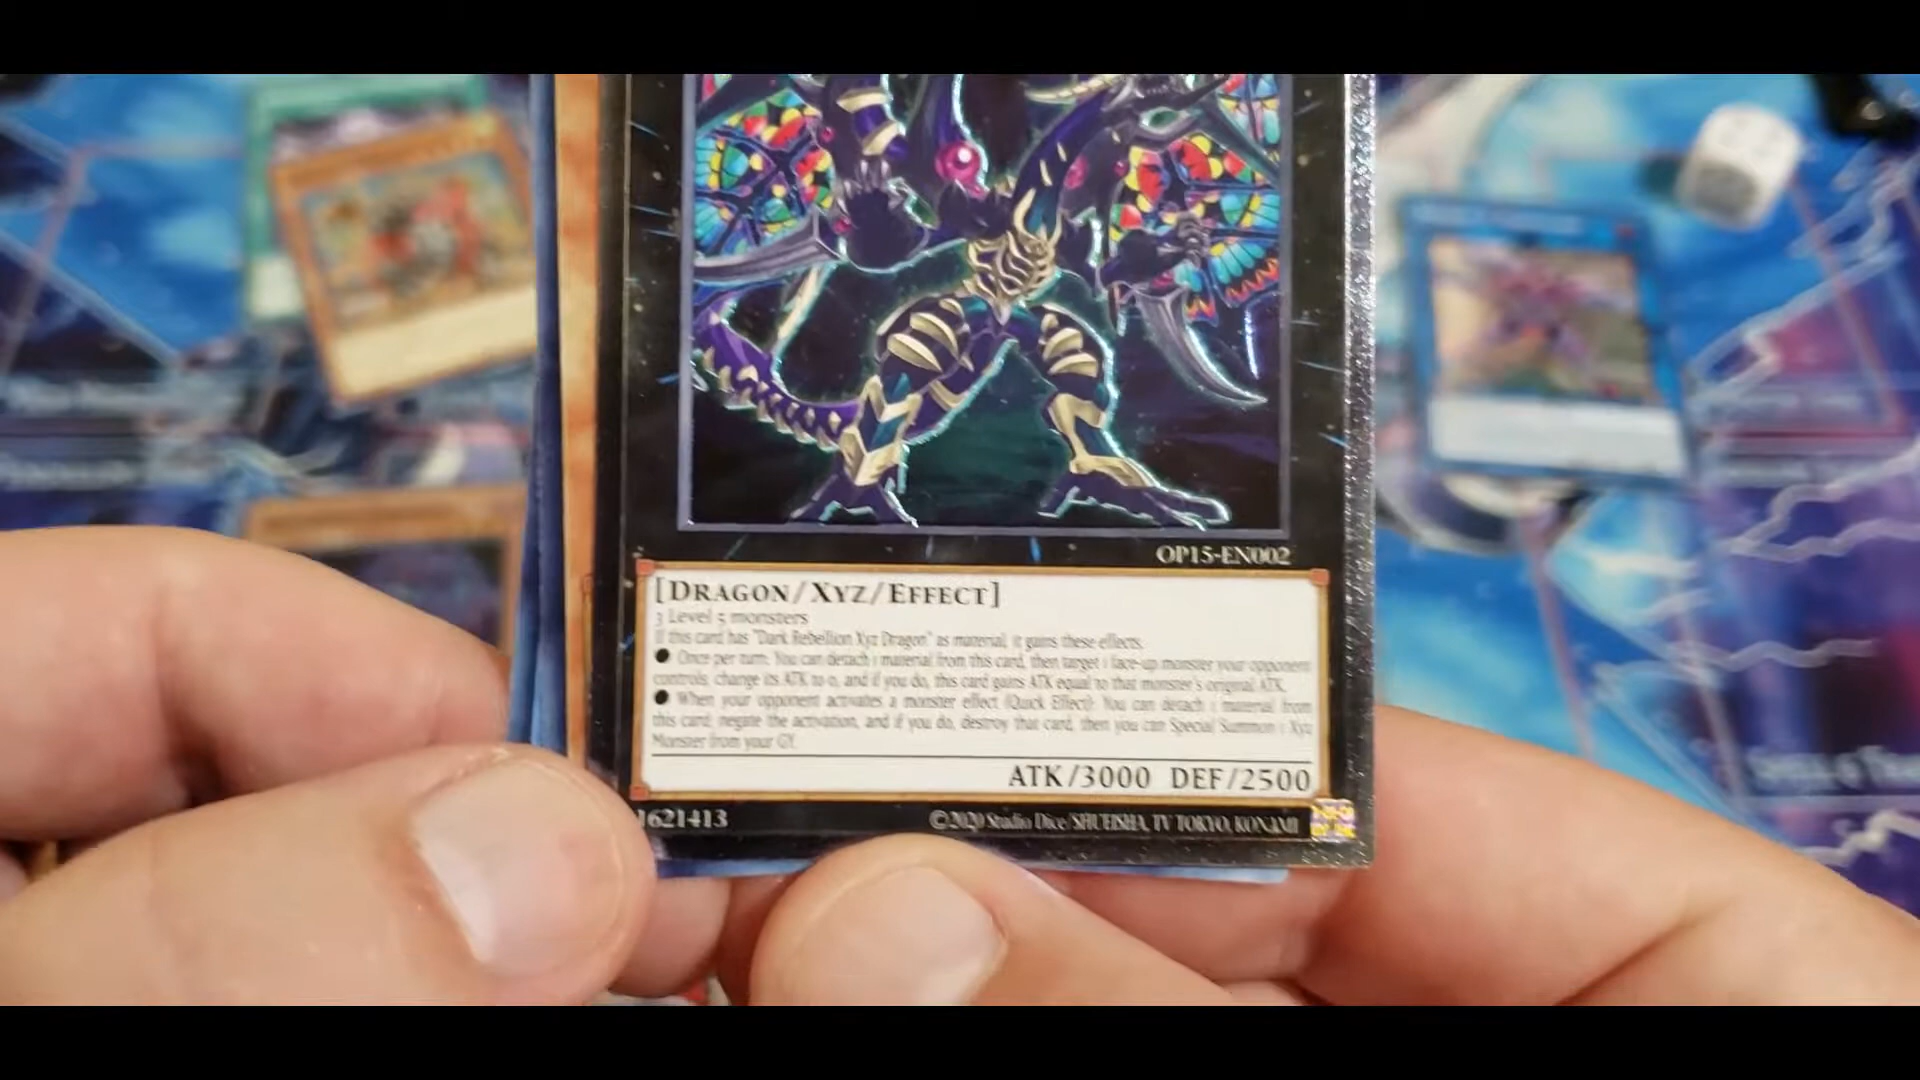 OP15-EN002
[DRAGON/XYZ/EFFECT]
3 Level 5 monsters
If this card has "Dark Rebellion Xyz Dragon" as material, it gains these effects.
● Once per turn: You can detach 1 material from this card, then target 1 face-up monster your opponent
controls; change its ATK to 0, and if you do, this card gains ATK equal to that monster's original ATK.
● When your opponent activates a monster effect (Quick Effect): You can detach 1 material from
this card; negate the activation, and if you do, destroy that card, then you can Special Summon 1 Xyz
Monster from your GY.
ATK/3000 DEF/2500
1621413
©2020 Studio Dice/SHUEISHA, TV TOKYO, KONAMI